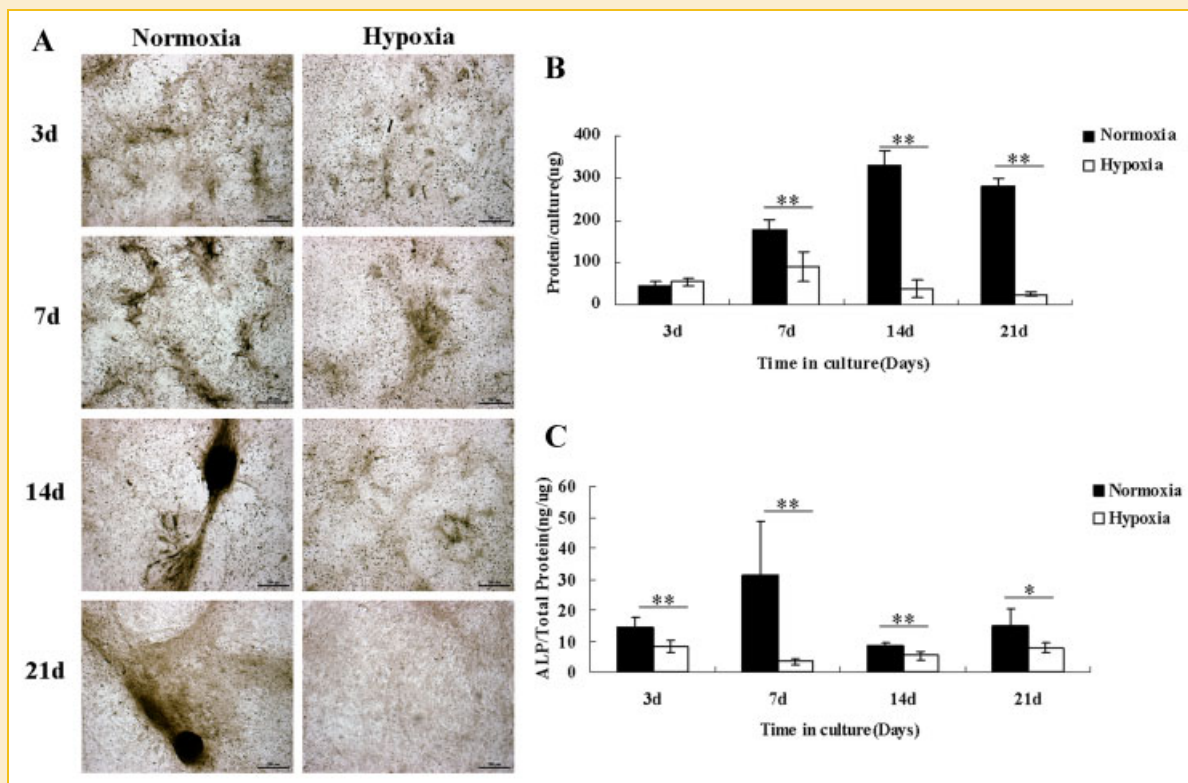 A
Normoxia
Hypoxia
3d
7d
14d
21d
B
Protein/culture(ug)
400
300
200
100
0
**
**
**
3d
7d
14d
21d
Time in culture(Days)
Normoxia
Hypoxia
C
ALP/Total Protein(ng/ug)
60
50
40
30
20
10
0
**
**
**
*
3d
7d
14d
21d
Time in culture(Days)
Normoxia
Hypoxia